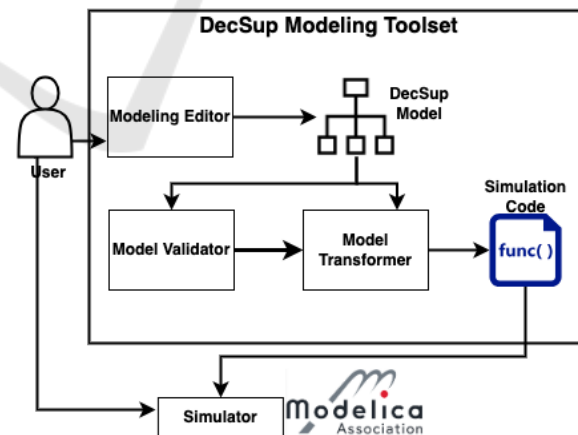 DecSup Modeling Toolset
Modeling Editor
DecSup
Model
User
Simulation
Code
Model Validator
Model
Transformer
func( )
Simulator
Modelica
Association